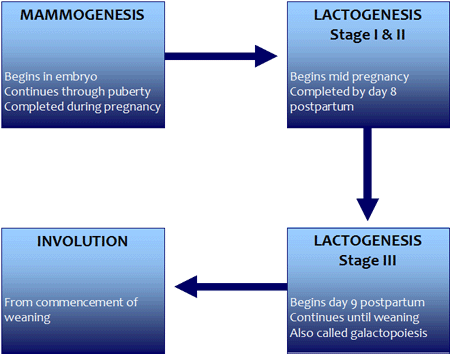 MAMMOGENESIS
Begins in embryo
Continues through puberty
Completed during pregnancy
LACTOGENESIS
Stage I & II
Begins mid pregnancy
Completed by day 8
postpartum
LACTOGENESIS
Stage III
Begins day 9 postpartum
Continues until weaning
Also called galactopoiesis
INVOLUTION
From commencement of
weaning